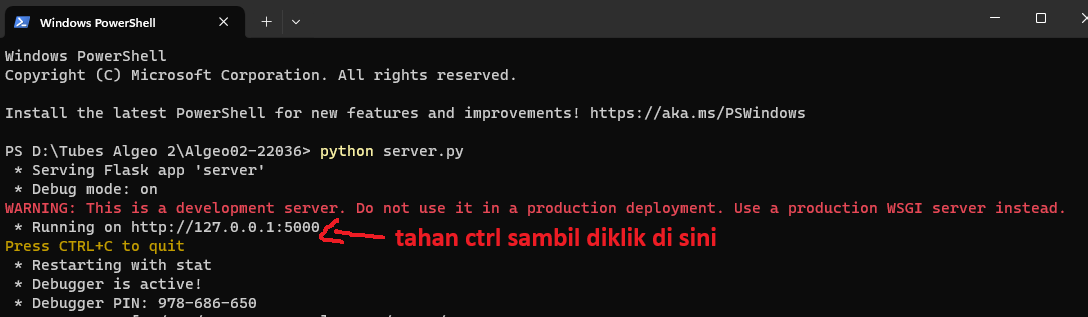 Windows PowerShell
Windows PowerShell
Copyright (C) Microsoft Corporation. All rights reserved.
Install the latest PowerShell for new features and improvements! https://aka.ms/PSWindows
PS D:\Tubes Algeo 2\Algeo02-22036> python server.py
* Serving Flask app 'server'
* Debug mode: on
WARNING: This is a development server. Do not use it in a production deployment. Use a production WSGI server instead.
* Running on http://127.0.0.1:5000 tahan ctrl sambil diklik di sini
Press CTRL+C to quit
* Restarting with stat
* Debugger is active!
* Debugger PIN: 978-686-650